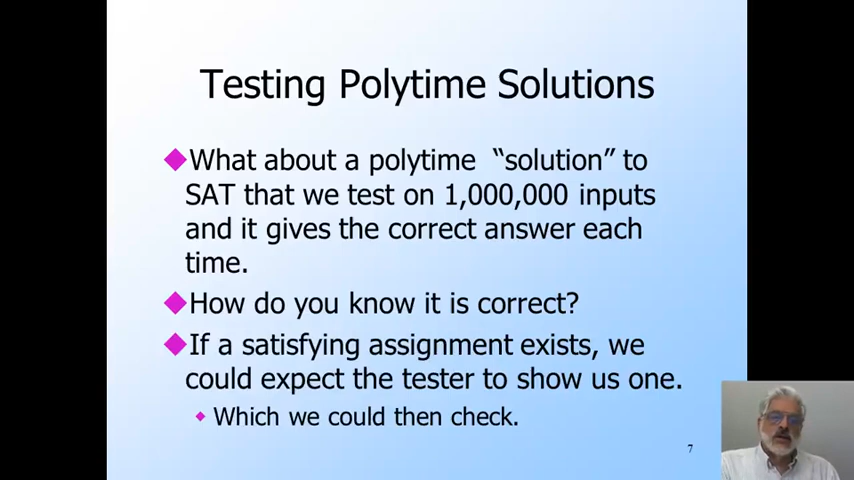 Testing Polytime Solutions
What about a polytime “solution” to
SAT that we test on 1,000,000 inputs
and it gives the correct answer each
time.
How do you know it is correct?
If a satisfying assignment exists, we
could expect the tester to show us one.
Which we could then check.
7